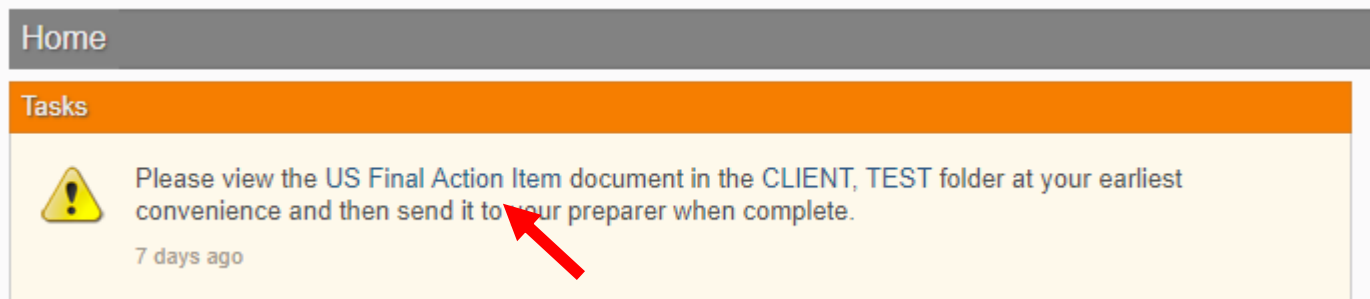 Home
Tasks
Please view the US Final Action Item document in the CLIENT, TEST folder at your earliest
convenience and then send it to your preparer when complete.
7 days ago